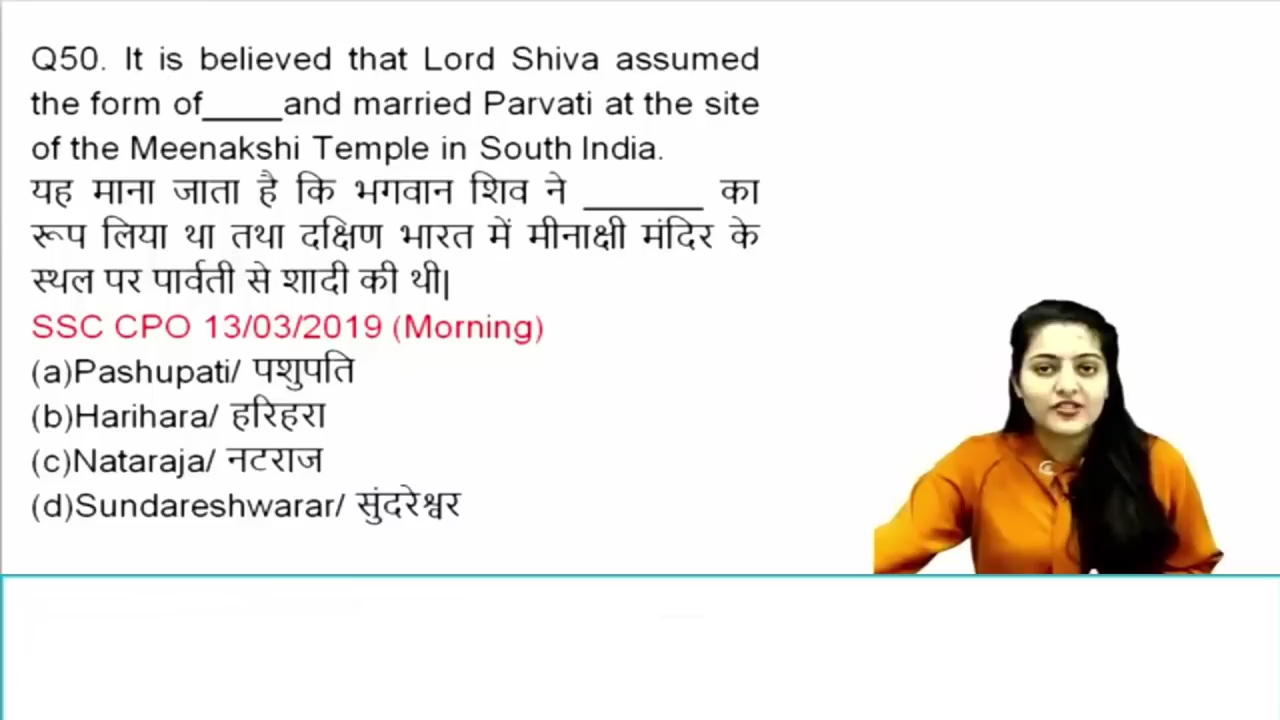 Q50. It is believed that Lord Shiva assumed
the form of_____and married Parvati at the site
of the Meenakshi Temple in South India.
यह माना जाता है कि भगवान शिव ने _______ का
रूप लिया था तथा दक्षिण भारत में मीनाक्षी मंदिर के
स्थल पर पार्वती से शादी की थी|
SSC CPO 13/03/2019 (Morning)
(a)Pashupati/ पशुपति
(b)Harihara/ हरिहरा
(c)Nataraja/ नटराज
(d)Sundareshwarar/ सुंदरेश्वर